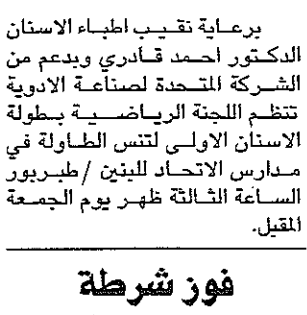 برعاية نقيب اطباء الاسنان
الدكتور احمد قادري وبدعم من
الشركة المتحدة لصناعة الادوية
تنظم اللجنة الرياضية بطولة
الاسنان الاولى لتنس الطاولة في
مدارس الاتحاد للبنين / طبربور
الساعة الثالثة ظهر يوم الجمعة
المقبل.
فوز شرطة